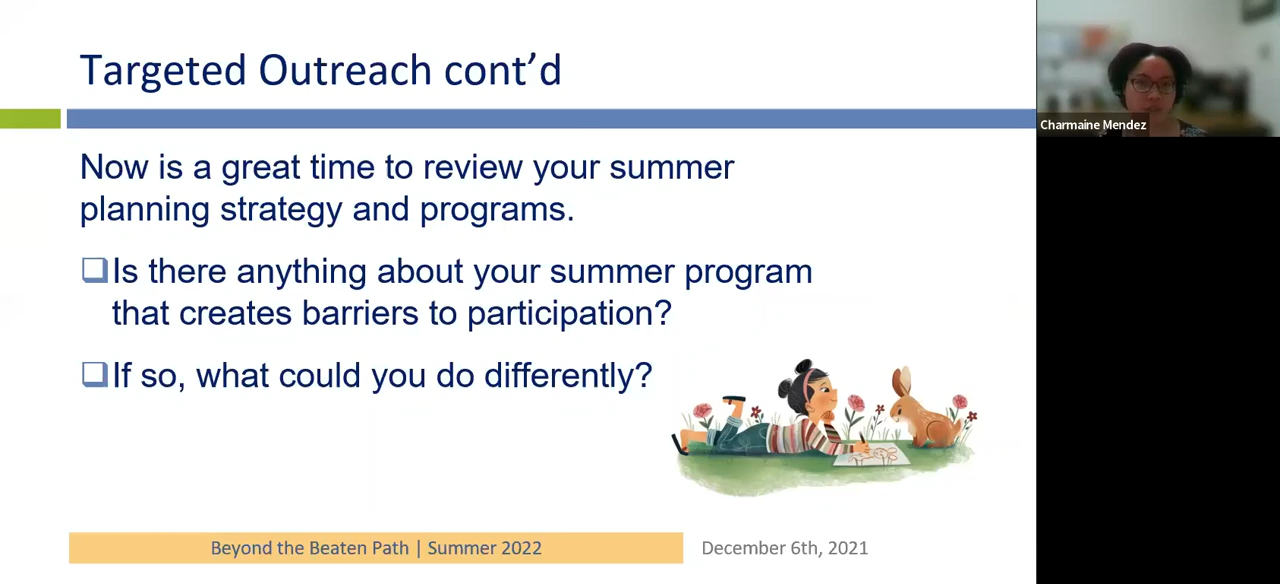 Targeted Outreach cont’d
Charmaine Mendez
Now is a great time to review your summer
planning strategy and programs.
❑Is there anything about your summer program
that creates barriers to participation?
❑If so, what could you do differently?
Beyond the Beaten Path | Summer 2022
December 6th, 2021